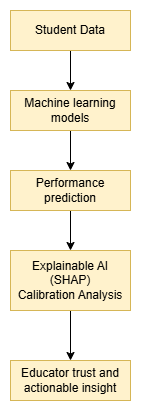 Student Data
Machine learning
models
Performance
prediction
Explainable AI
(SHAP)
Calibration Analysis
Educator trust and
actionable insight